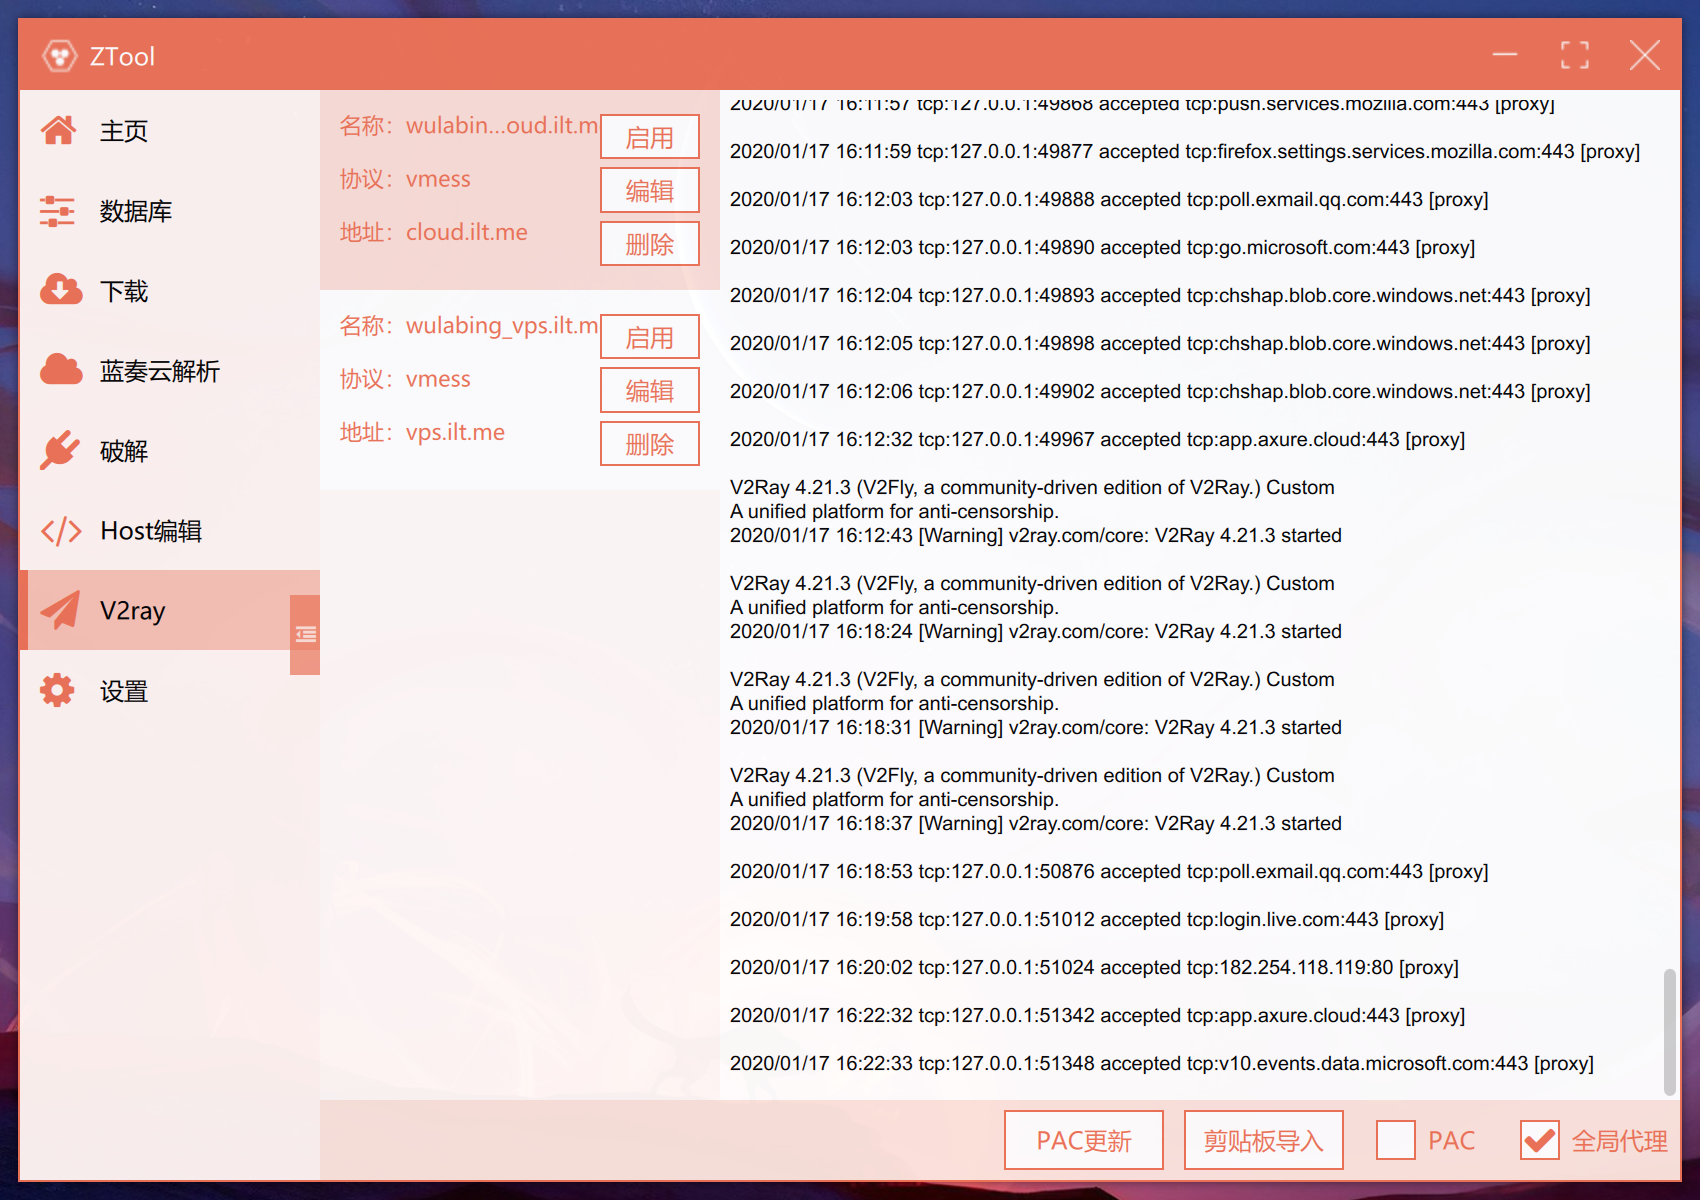 ZTool
主页
数据库
下载
蓝奏云解析
破解
Host编辑
V2ray
设置
名称：wulabin...oud.ilt.m
启用
协议：vmess
编辑
地址：cloud.ilt.me
删除
名称：wulabing_vps.ilt.m
启用
协议：vmess
编辑
地址：vps.ilt.me
删除
2020/01/17 16:11:57 tcp:127.0.0.1:49868 accepted tcp:push.services.mozilla.com:443 [proxy]
2020/01/17 16:11:59 tcp:127.0.0.1:49877 accepted tcp:firefox.settings.services.mozilla.com:443 [proxy]
2020/01/17 16:12:03 tcp:127.0.0.1:49888 accepted tcp:poll.exmail.qq.com:443 [proxy]
2020/01/17 16:12:03 tcp:127.0.0.1:49890 accepted tcp:go.microsoft.com:443 [proxy]
2020/01/17 16:12:04 tcp:127.0.0.1:49893 accepted tcp:chshap.blob.core.windows.net:443 [proxy]
2020/01/17 16:12:05 tcp:127.0.0.1:49898 accepted tcp:chshap.blob.core.windows.net:443 [proxy]
2020/01/17 16:12:06 tcp:127.0.0.1:49902 accepted tcp:chshap.blob.core.windows.net:443 [proxy]
2020/01/17 16:12:32 tcp:127.0.0.1:49967 accepted tcp:app.axure.cloud:443 [proxy]
V2Ray 4.21.3 (V2Fly, a community-driven edition of V2Ray.) Custom
A unified platform for anti-censorship.
2020/01/17 16:12:43 [Warning] v2ray.com/core: V2Ray 4.21.3 started
V2Ray 4.21.3 (V2Fly, a community-driven edition of V2Ray.) Custom
A unified platform for anti-censorship.
2020/01/17 16:18:24 [Warning] v2ray.com/core: V2Ray 4.21.3 started
V2Ray 4.21.3 (V2Fly, a community-driven edition of V2Ray.) Custom
A unified platform for anti-censorship.
2020/01/17 16:18:31 [Warning] v2ray.com/core: V2Ray 4.21.3 started
V2Ray 4.21.3 (V2Fly, a community-driven edition of V2Ray.) Custom
A unified platform for anti-censorship.
2020/01/17 16:18:37 [Warning] v2ray.com/core: V2Ray 4.21.3 started
2020/01/17 16:18:53 tcp:127.0.0.1:50876 accepted tcp:poll.exmail.qq.com:443 [proxy]
2020/01/17 16:19:58 tcp:127.0.0.1:51012 accepted tcp:login.live.com:443 [proxy]
2020/01/17 16:20:02 tcp:127.0.0.1:51024 accepted tcp:182.254.118.119:80 [proxy]
2020/01/17 16:22:32 tcp:127.0.0.1:51342 accepted tcp:app.axure.cloud:443 [proxy]
2020/01/17 16:22:33 tcp:127.0.0.1:51348 accepted tcp:v10.events.data.microsoft.com:443 [proxy]
PAC更新
剪贴板导入
PAC
全局代理